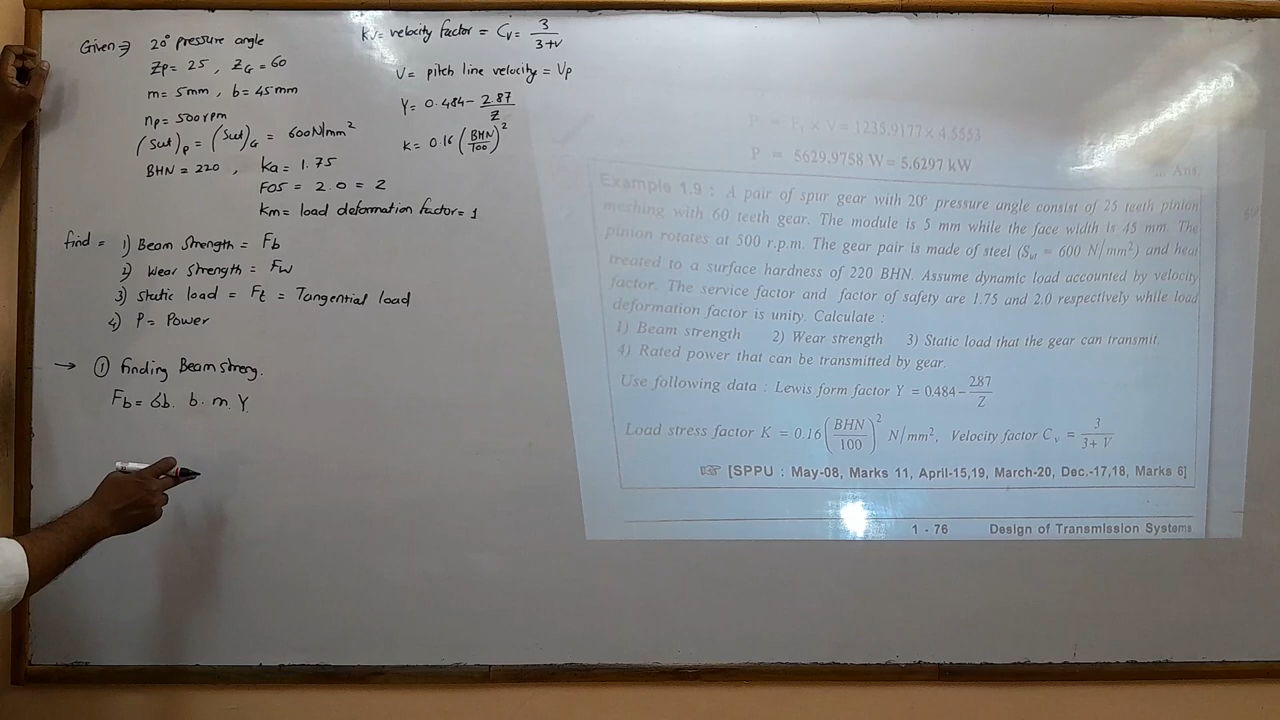 Given ⇒ 20° pressure angle
Zp = 25 , ZG = 60
m = 5mm , b = 45mm
np = 500rpm
(Sut)P = (Sut)G = 600N/mm²
BHN = 220 , ka = 1.75
FOS = 2.0 = 2
km = load deformation factor = 1
kv = velocity factor = Cv = 3/3+v
V = pitch line velocity = Vp
Y = 0.484 - 2.87/Z
K = 0.16 (BHN/100)²
find = 1) Beam strength = Fb
2) Wear strength = Fw
3) static load = Ft = Tangential load
4) P = Power
→ ① finding Beam streng.
Fb = σb. b. m. Y
P = Ft × V = 1235.9177 × 4.5553
P = 5629.9758 W = 5.6297 kW
...Ans.
Example 1.9 : A pair of spur gear with 20° pressure angle consist of 25 teeth pinion
meshing with 60 teeth gear. The module is 5 mm while the face width is 45 mm. The
pinion rotates at 500 r.p.m. The gear pair is made of steel (Sut = 600 N/mm²) and heat
treated to a surface hardness of 220 BHN. Assume dynamic load accounted by velocity
factor. The service factor and factor of safety are 1.75 and 2.0 respectively while load
deformation factor is unity. Calculate :
1) Beam strength 2) Wear strength 3) Static load that the gear can transmit.
4) Rated power that can be transmitted by gear.
Use following data : Lewis form factor Y = 0.484 - 2.87/Z
Load stress factor K = 0.16 (BHN/100)² N/mm², Velocity factor Cv = 3/3+V
☞ [SPPU : May-08, Marks 11, April-15,19, March-20, Dec.-17,18, Marks 6]
1 - 76 Design of Transmission Systems